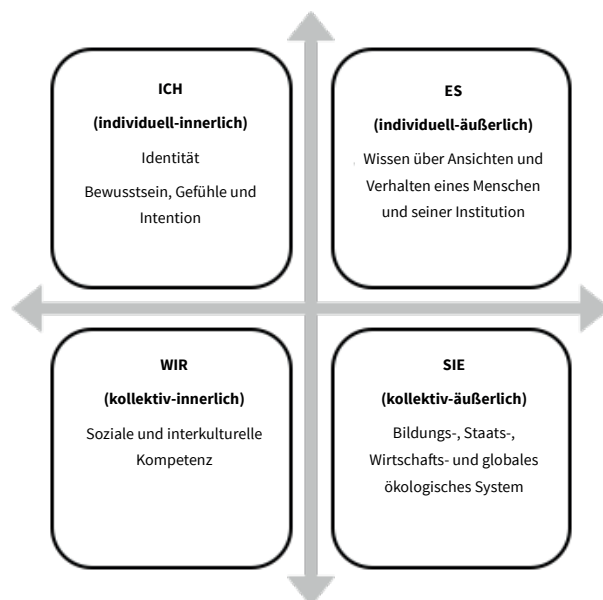 ICH
(individuell-innerlich)
Identität
Bewusstsein, Gefühle und
Intention
ES
(individuell-äußerlich)
Wissen über Ansichten und
Verhalten eines Menschen
und seiner Institution
WIR
(kollektiv-innerlich)
Soziale und interkulturelle
Kompetenz
SIE
(kollektiv-äußerlich)
Bildungs-, Staats-,
Wirtschafts- und globales
ökologisches System